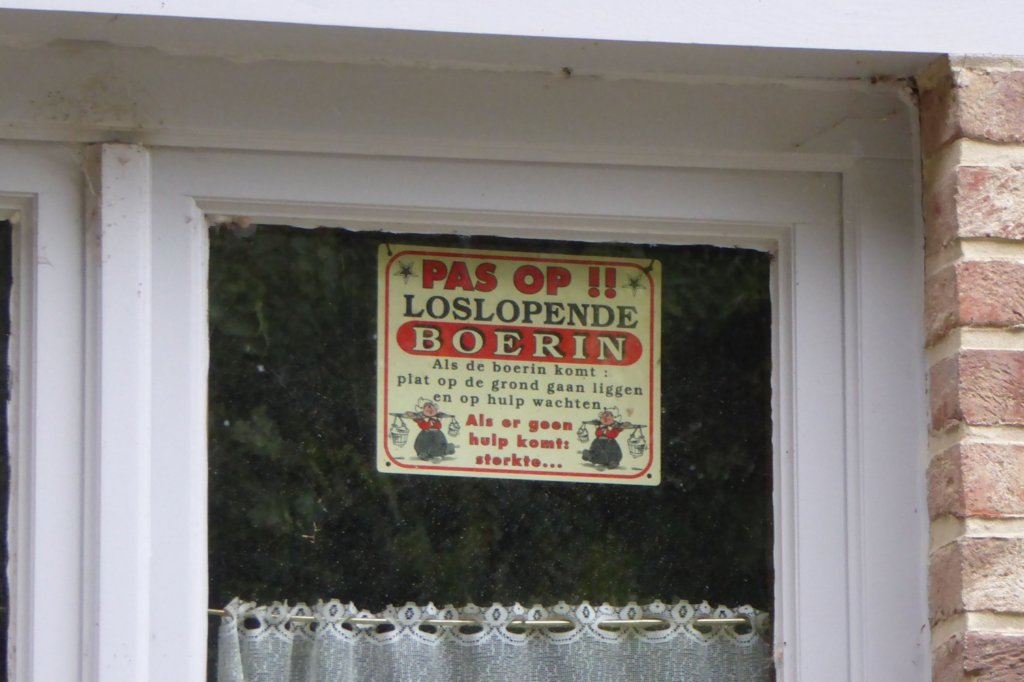 PAS OP !!
LOSLOPENDE
BOERIN
Als de boerin komt :
plat op de grond gaan liggen
en op hulp wachten,
Als er geen
hulp komt:
sterkte...